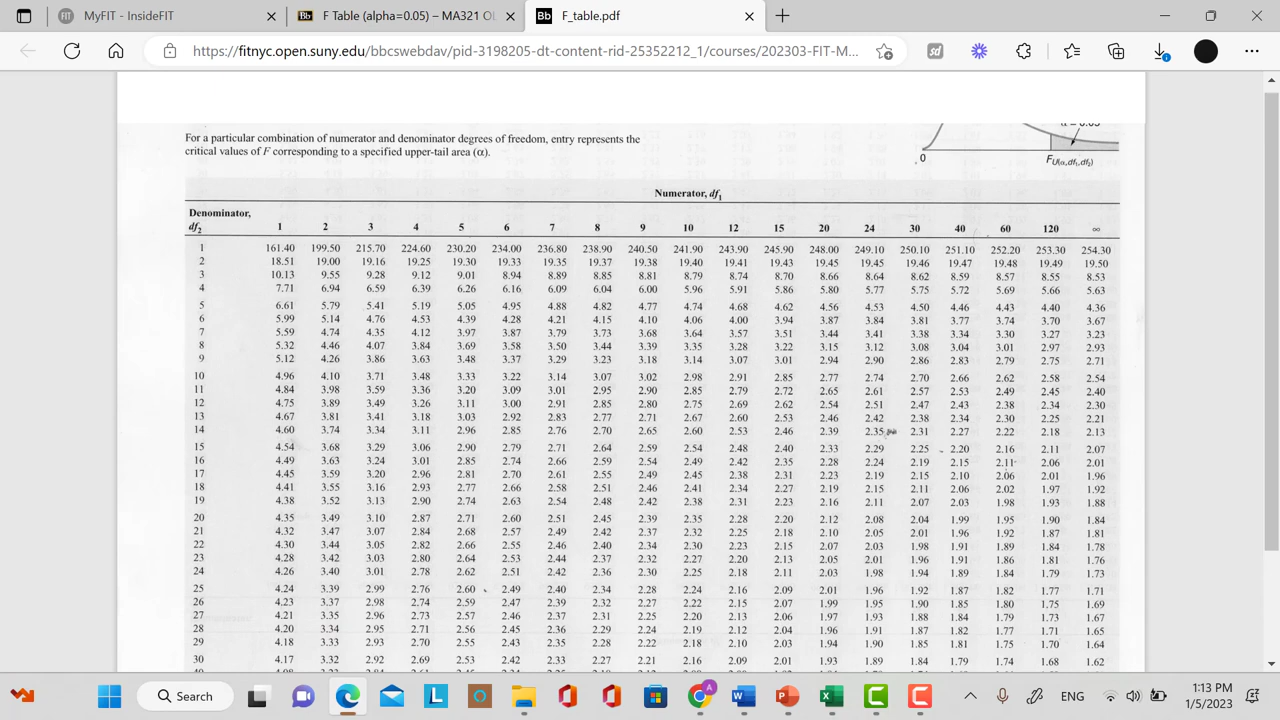 MyFIT - InsideFIT
Bb F Table (alpha=0.05) – MA321 OL
Bb F_table.pdf
https://fitnyc.open.suny.edu/bbcswebdav/pid-3198205-dt-content-rid-25352212_1/courses/202303-FIT-M...
sd
For a particular combination of numerator and denominator degrees of freedom, entry represents the
critical values of F corresponding to a specified upper-tail area (α).
0
FU(α,df1,df2)
Numerator, df1
Denominator,
df2 1 2 3 4 5 6 7 8 9 10 12 15 20 24 30 40 60 120 ∞
1 161.40 199.50 215.70 224.60 230.20 234.00 236.80 238.90 240.50 241.90 243.90 245.90 248.00 249.10 250.10 251.10 252.20 253.30 254.30
2 18.51 19.00 19.16 19.25 19.30 19.33 19.35 19.37 19.38 19.40 19.41 19.43 19.45 19.45 19.46 19.47 19.48 19.49 19.50
3 10.13 9.55 9.28 9.12 9.01 8.94 8.89 8.85 8.81 8.79 8.74 8.70 8.66 8.64 8.62 8.59 8.57 8.55 8.53
4 7.71 6.94 6.59 6.39 6.26 6.16 6.09 6.04 6.00 5.96 5.91 5.86 5.80 5.77 5.75 5.72 5.69 5.66 5.63
5 6.61 5.79 5.41 5.19 5.05 4.95 4.88 4.82 4.77 4.74 4.68 4.62 4.56 4.53 4.50 4.46 4.43 4.40 4.36
6 5.99 5.14 4.76 4.53 4.39 4.28 4.21 4.15 4.10 4.06 4.00 3.94 3.87 3.84 3.81 3.77 3.74 3.70 3.67
7 5.59 4.74 4.35 4.12 3.97 3.87 3.79 3.73 3.68 3.64 3.57 3.51 3.44 3.41 3.38 3.34 3.30 3.27 3.23
8 5.32 4.46 4.07 3.84 3.69 3.58 3.50 3.44 3.39 3.35 3.28 3.22 3.15 3.12 3.08 3.04 3.01 2.97 2.93
9 5.12 4.26 3.86 3.63 3.48 3.37 3.29 3.23 3.18 3.14 3.07 3.01 2.94 2.90 2.86 2.83 2.79 2.75 2.71
10 4.96 4.10 3.71 3.48 3.33 3.22 3.14 3.07 3.02 2.98 2.91 2.85 2.77 2.74 2.70 2.66 2.62 2.58 2.54
11 4.84 3.98 3.59 3.36 3.20 3.09 3.01 2.95 2.90 2.85 2.79 2.72 2.65 2.61 2.57 2.53 2.49 2.45 2.40
12 4.75 3.89 3.49 3.26 3.11 3.00 2.91 2.85 2.80 2.75 2.69 2.62 2.54 2.51 2.47 2.43 2.38 2.34 2.30
13 4.67 3.81 3.41 3.18 3.03 2.92 2.83 2.77 2.71 2.67 2.60 2.53 2.46 2.42 2.38 2.34 2.30 2.25 2.21
14 4.60 3.74 3.34 3.11 2.96 2.85 2.76 2.70 2.65 2.60 2.53 2.46 2.39 2.35 2.31 2.27 2.22 2.18 2.13
15 4.54 3.68 3.29 3.06 2.90 2.79 2.71 2.64 2.59 2.54 2.48 2.40 2.33 2.29 2.25 2.20 2.16 2.11 2.07
16 4.49 3.63 3.24 3.01 2.85 2.74 2.66 2.59 2.54 2.49 2.42 2.35 2.28 2.24 2.19 2.15 2.11 2.06 2.01
17 4.45 3.59 3.20 2.96 2.81 2.70 2.61 2.55 2.49 2.45 2.38 2.31 2.23 2.19 2.15 2.10 2.06 2.01 1.96
18 4.41 3.55 3.16 2.93 2.77 2.66 2.58 2.51 2.46 2.41 2.34 2.27 2.19 2.15 2.11 2.06 2.02 1.97 1.92
19 4.38 3.52 3.13 2.90 2.74 2.63 2.54 2.48 2.42 2.38 2.31 2.23 2.16 2.11 2.07 2.03 1.98 1.93 1.88
20 4.35 3.49 3.10 2.87 2.71 2.60 2.51 2.45 2.39 2.35 2.28 2.20 2.12 2.08 2.04 1.99 1.95 1.90 1.84
21 4.32 3.47 3.07 2.84 2.68 2.57 2.49 2.42 2.37 2.32 2.25 2.18 2.10 2.05 2.01 1.96 1.92 1.87 1.81
22 4.30 3.44 3.05 2.82 2.66 2.55 2.46 2.40 2.34 2.30 2.23 2.15 2.07 2.03 1.98 1.91 1.89 1.84 1.78
23 4.28 3.42 3.03 2.80 2.64 2.53 2.44 2.37 2.32 2.27 2.20 2.13 2.05 2.01 1.96 1.91 1.86 1.81 1.76
24 4.26 3.40 3.01 2.78 2.62 2.51 2.42 2.36 2.30 2.25 2.18 2.11 2.03 1.98 1.94 1.89 1.84 1.79 1.73
25 4.24 3.39 2.99 2.76 2.60 2.49 2.40 2.34 2.28 2.24 2.16 2.09 2.01 1.96 1.92 1.87 1.82 1.77 1.71
26 4.23 3.37 2.98 2.74 2.59 2.47 2.39 2.32 2.27 2.22 2.15 2.07 1.99 1.95 1.90 1.85 1.80 1.75 1.69
27 4.21 3.35 2.96 2.73 2.57 2.46 2.37 2.31 2.25 2.20 2.13 2.06 1.97 1.93 1.88 1.84 1.79 1.73 1.67
28 4.20 3.34 2.95 2.71 2.56 2.45 2.36 2.29 2.24 2.19 2.12 2.04 1.96 1.91 1.87 1.82 1.77 1.71 1.65
29 4.18 3.33 2.93 2.70 2.55 2.43 2.35 2.28 2.22 2.18 2.10 2.03 1.94 1.90 1.85 1.81 1.75 1.70 1.64
30 4.17 3.32 2.92 2.69 2.53 2.42 2.33 2.27 2.21 2.16 2.09 2.01 1.93 1.89 1.84 1.79 1.74 1.68 1.62
Search
A
ENG
1:13 PM
1/5/2023